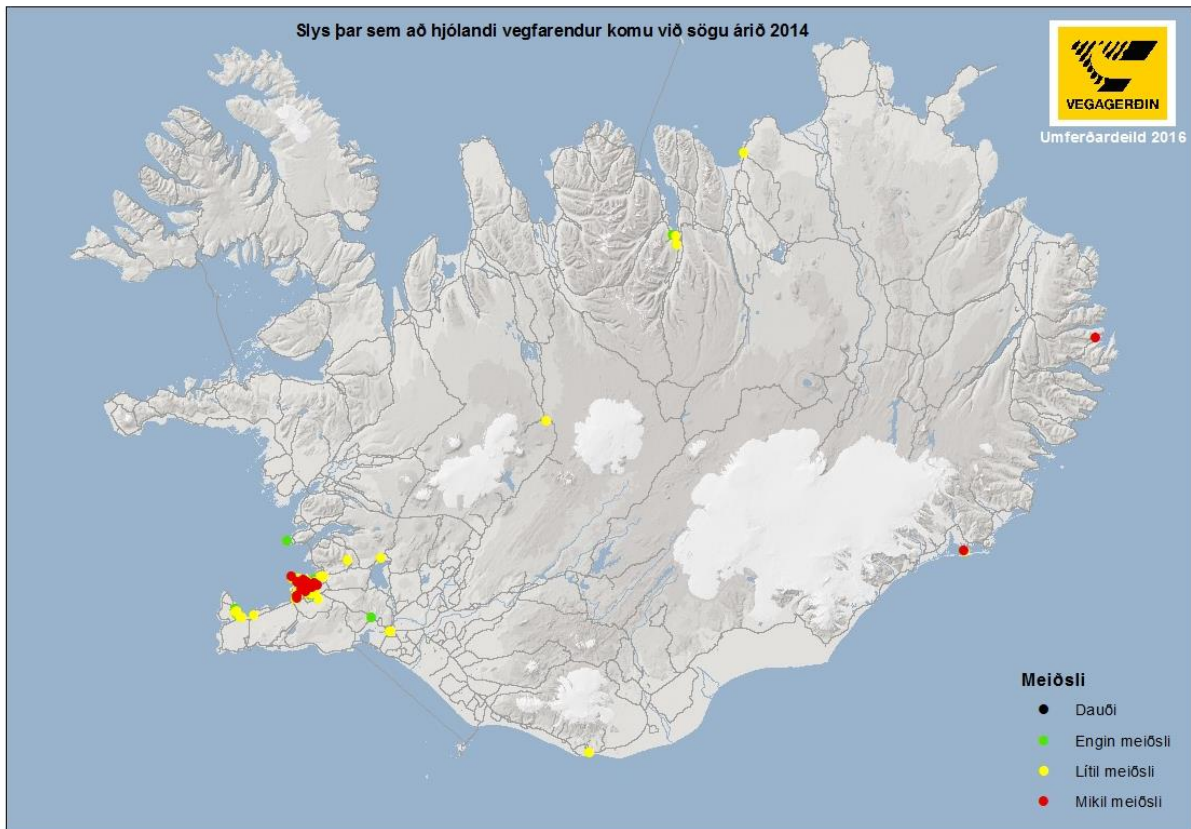 Slys þar sem að hjólandi vegfarendur komu við sögu árið 2014
VEGAGERÐIN
Umferðardeild 2016
Meiðsli
Dauði
Engin meiðsli
Lítil meiðsli
Mikil meiðsli